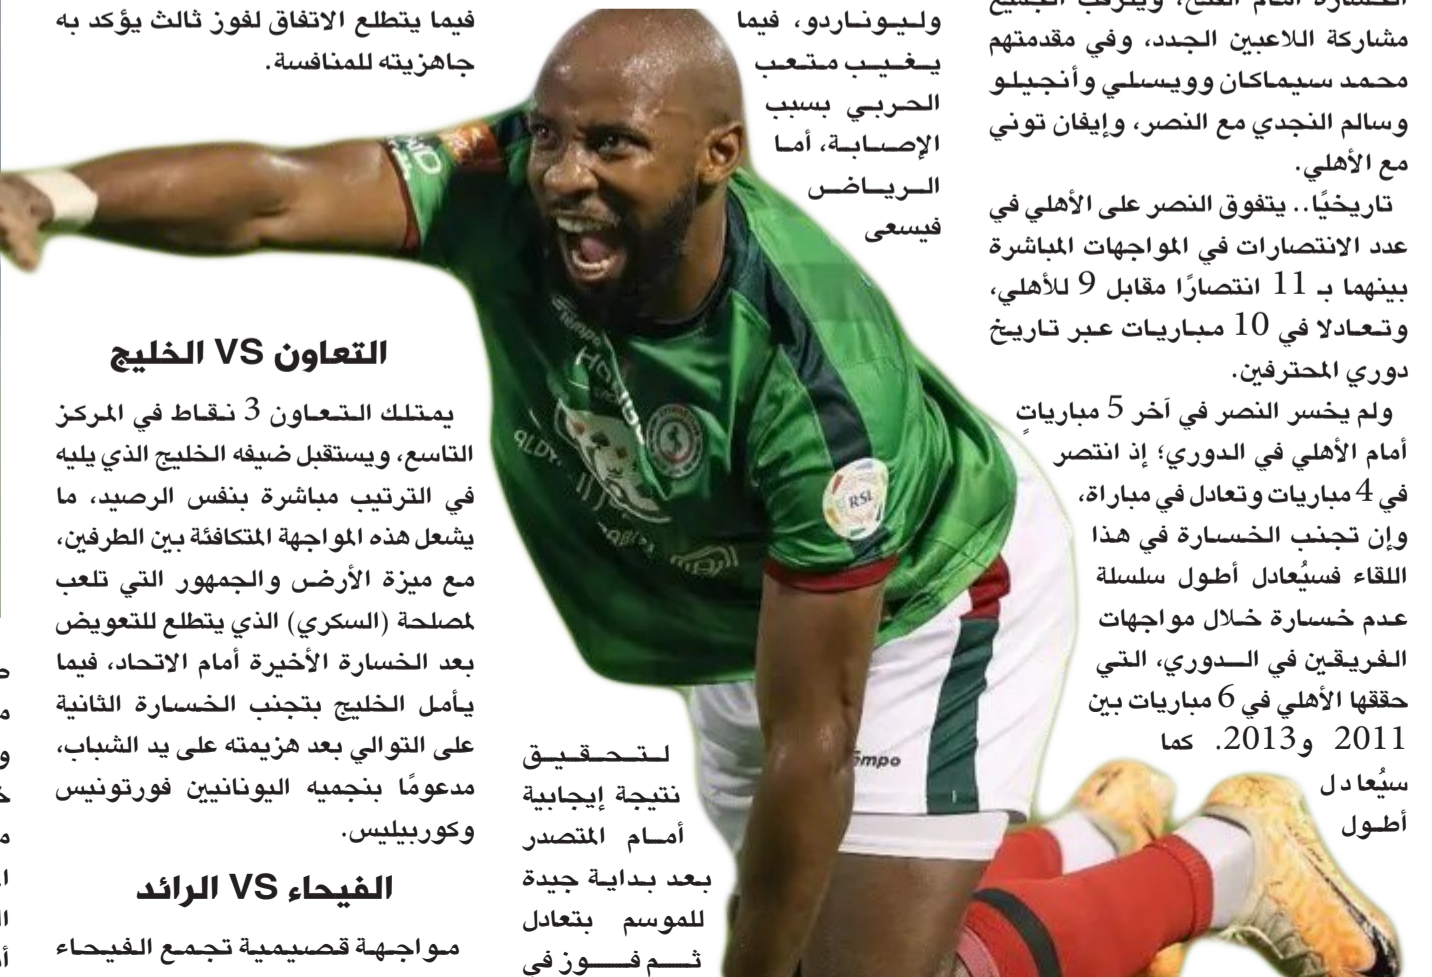 مشاركة اللاعبين الجدد، وفي مقدمتهم
محمد سيماكان وويسلي وأنجيلو
وسالم النجدي مع النصر، وإيفان توني
مع الأهلي.
تاريخيًا.. يتفوق النصر على الأهلي في
عدد الانتصارات في المواجهات المباشرة
بينهما بـ 11 انتصارًا مقابل 9 للأهلي،
وتعادلا في 10 مباريات عبر تاريخ
دوري المحترفين.
ولم يخسر النصر في آخر 5 مبارياتٍ
أمام الأهلي في الدوري؛ إذ انتصر
في 4 مباريات وتعادل في مباراة،
وإن تجنب الخسارة في هذا
اللقاء فسيُعادل أطول سلسلة
عدم خسارة خلال مواجهات
الفريقين في الدوري، التي
حققها الأهلي في 6 مباريات بين
2011 و2013. كما
سيُعادل
أطول
وليوناردو، فيما
يغيب متعب
الحربي بسبب
الإصابة، أما
الرياض
فيسعى
لتحقيق
نتيجة إيجابية
أمام المتصدر
بعد بداية جيدة
للموسم بتعادل
ثم فوز في
فيما يتطلع الاتفاق لفوز ثالث يؤكد به
جاهزيته للمنافسة.
التعاون VS الخليج
يمتلك التعاون 3 نقاط في المركز
التاسع، ويستقبل ضيفه الخليج الذي يليه
في الترتيب مباشرة بنفس الرصيد، ما
يشعل هذه المواجهة المتكافئة بين الطرفين،
مع ميزة الأرض والجمهور التي تلعب
لمصلحة (السكري) الذي يتطلع للتعويض
بعد الخسارة الأخيرة أمام الاتحاد، فيما
يأمل الخليج بتجنب الخسارة الثانية
على التوالي بعد هزيمته على يد الشباب،
مدعومًا بنجميه اليونانيين فورتونيس
وكوربيليس.
الفيحاء VS الرائد
مواجهة قصيمية تجمع الفيحاء
RSL